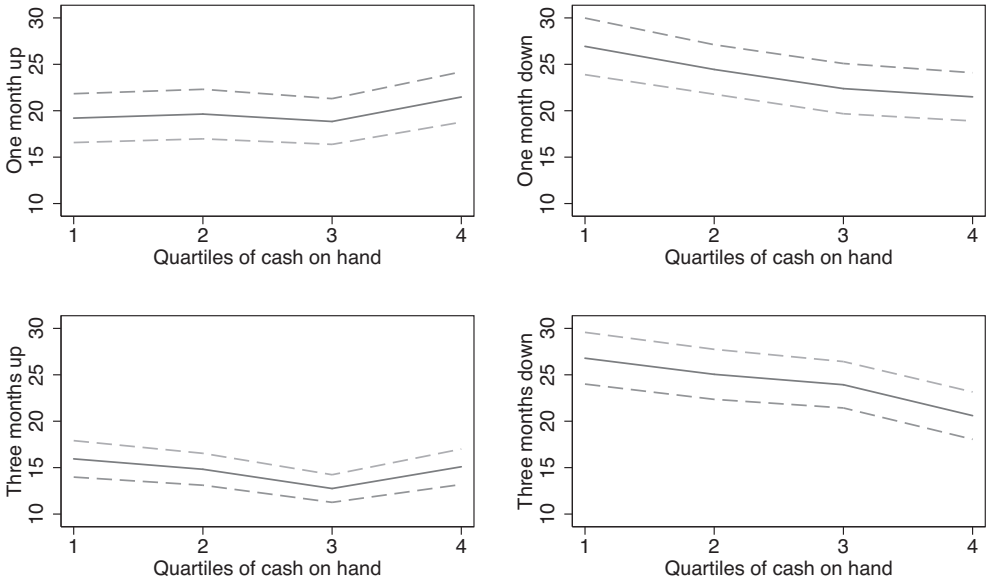 One month up
30
25
20
15
10
1 2 3 4
Quartiles of cash on hand
One month down
30
25
20
15
10
1 2 3 4
Quartiles of cash on hand
Three months up
30
25
20
15
10
1 2 3 4
Quartiles of cash on hand
Three months down
30
25
20
15
10
1 2 3 4
Quartiles of cash on hand